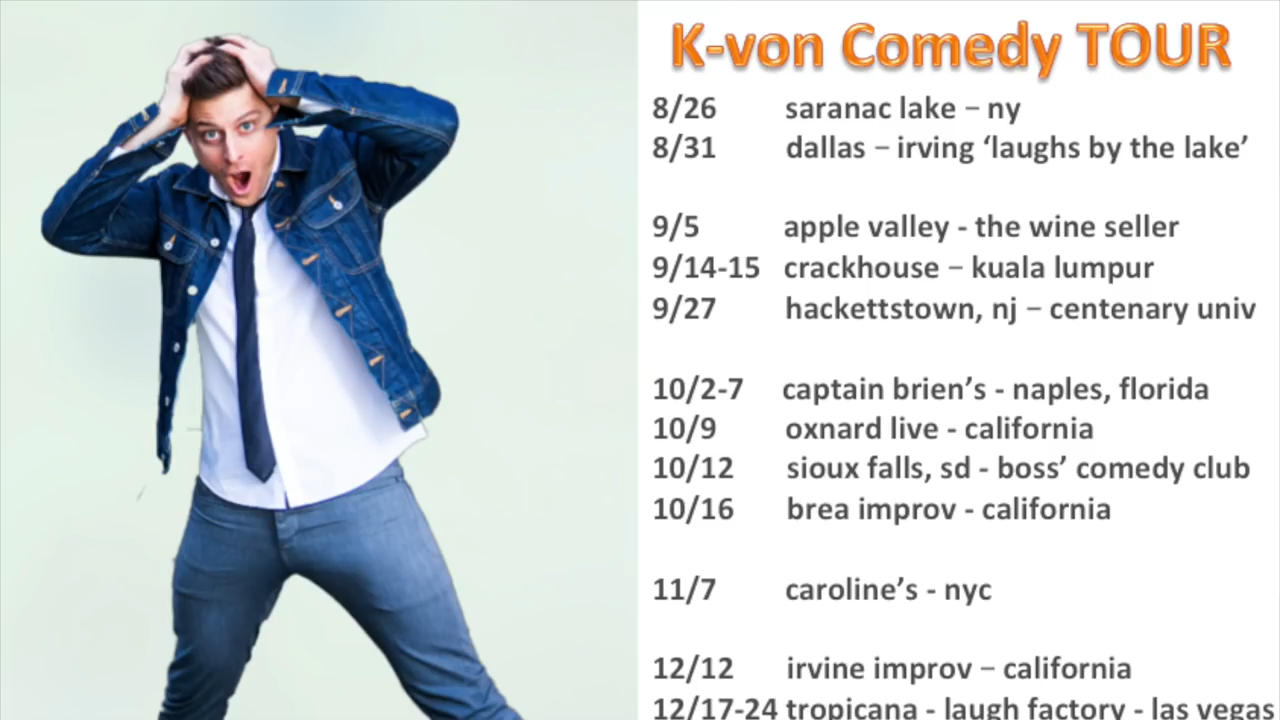 K-von Comedy TOUR
8/26 saranac lake – ny
8/31 dallas – irving ‘laughs by the lake’
9/5 apple valley - the wine seller
9/14-15 crackhouse – kuala lumpur
9/27 hackettstown, nj – centenary univ
10/2-7 captain brien’s - naples, florida
10/9 oxnard live - california
10/12 sioux falls, sd - boss’ comedy club
10/16 brea improv - california
11/7 caroline’s - nyc
12/12 irvine improv – california
12/17-24 tropicana - laugh factory - las vegas